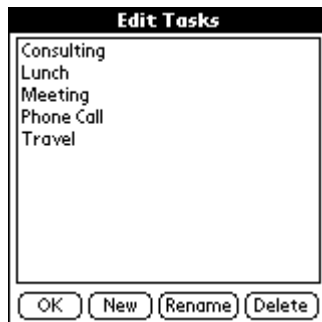 Edit Tasks
Consulting
Lunch
Meeting
Phone Call
Travel
OK New Rename Delete